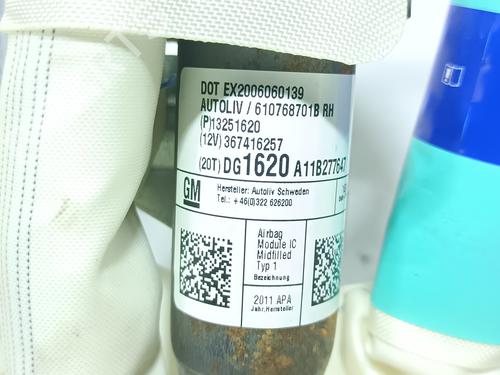 DOT EX2006060139
AUTOLIV / 610768701B RH
(P)13251620
(12V) 367416257
(20T) DG1620 A11B277647
GM
Hersteller: Autoliv Schweden
Tel.: +46(0)322 626200
Airbag
Module IC
Midfilled
Typ 1
Bezeichnung
2011 APA
Jahr, Hersteller